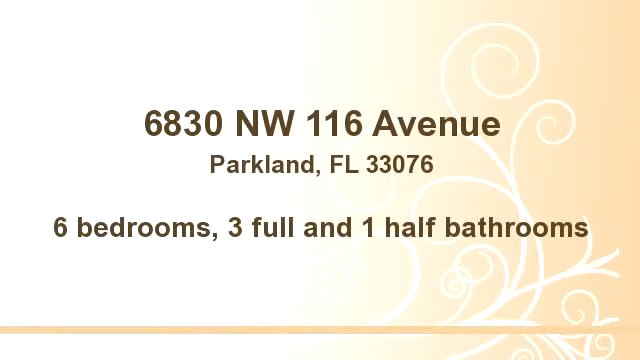 6830 NW 116 Avenue
Parkland, FL 33076
6 bedrooms, 3 full and 1 half bathrooms